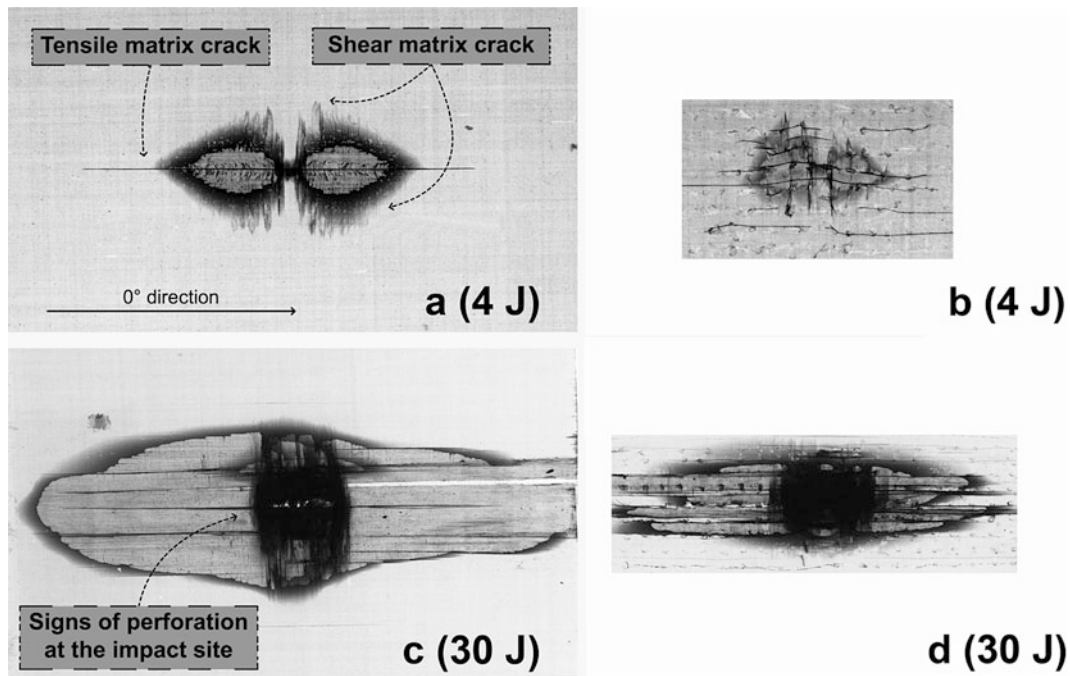 Tensile matrix crack
Shear matrix crack
0° direction
a (4 J)
b (4 J)
Signs of perforation
at the impact site
c (30 J)
d (30 J)